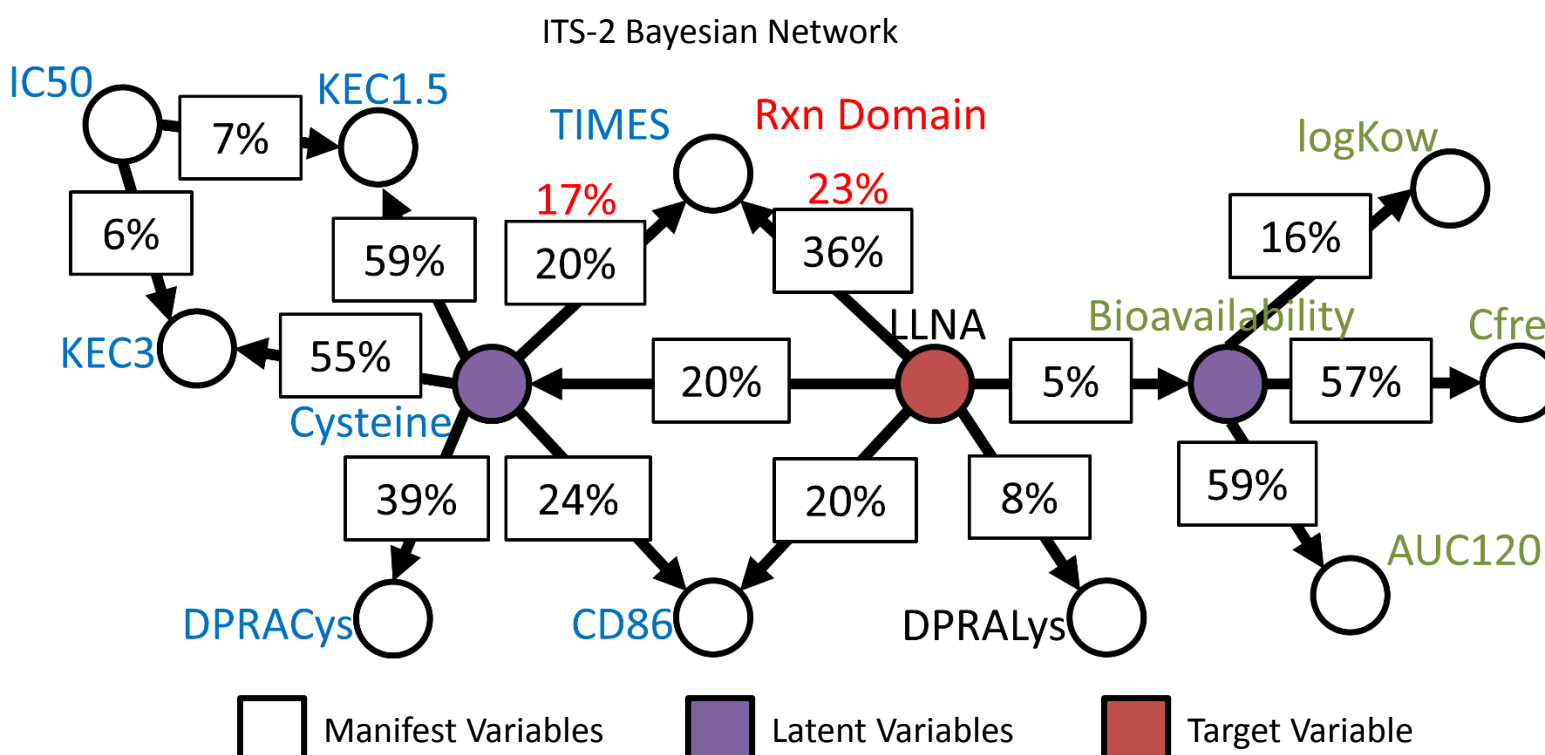 ITS-2 Bayesian Network
IC50
KEC1.5
TIMES
Rxn Domain
logKow
7%
17%
23%
6%
59%
20%
36%
16%
KEC3
55%
LLNA
Bioavailability
Cfre
20%
5%
57%
Cysteine
39%
24%
20%
8%
59%
AUC120
DPRACys
CD86
DPRALys
Manifest Variables
Latent Variables
Target Variable